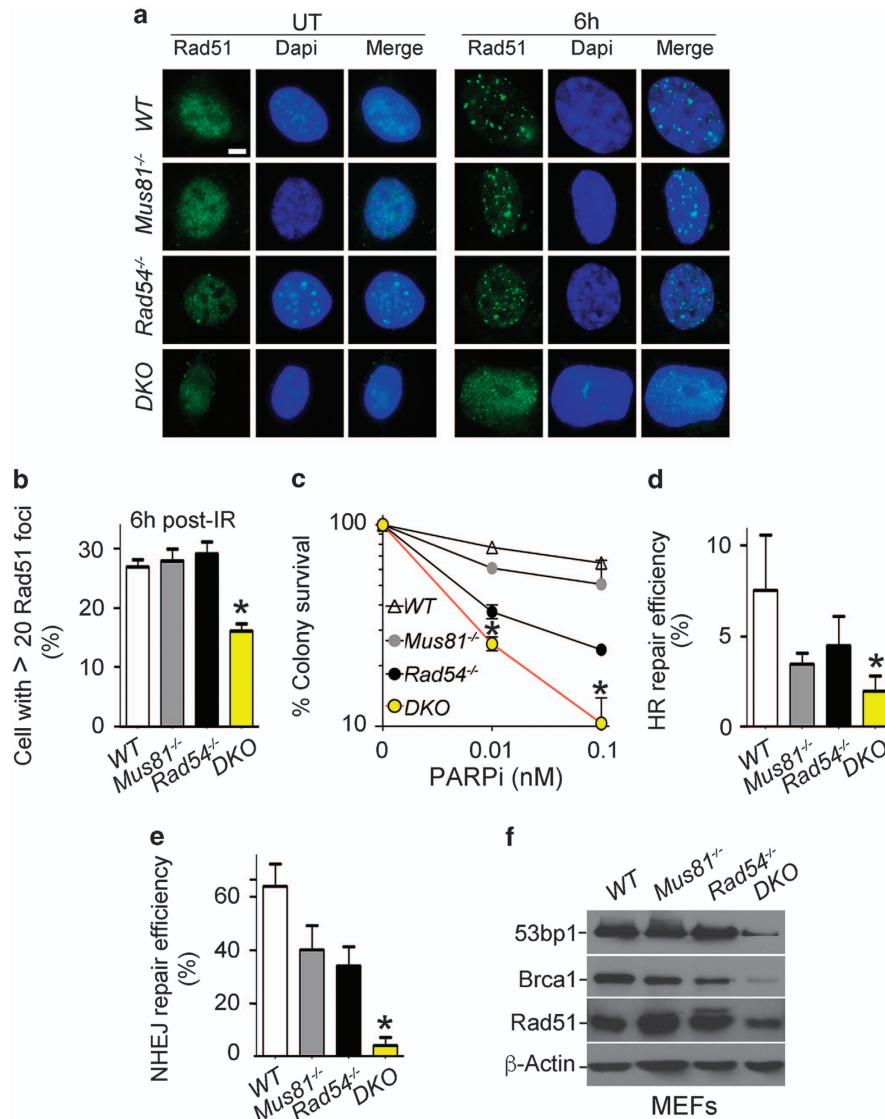 a
UT
6h
Rad51 Dapi Merge
Rad51 Dapi Merge
WT
Mus81-/-
Rad54-/-
DKO
b
6h post-IR
Cell with > 20 Rad51 foci
(%)
30
20
10
0
*
WT
Mus81-/-
Rad54-/-
DKO
c
% Colony survival
100
10
WT
Mus81-/-
Rad54-/-
DKO
*
*
0
0.01
0.1
PARPi (nM)
d
HR repair efficiency
(%)
10
5
0
*
WT
Mus81-/-
Rad54-/-
DKO
e
NHEJ repair efficiency
(%)
60
40
20
0
*
WT
Mus81-/-
Rad54-/-
DKO
f
WT
Mus81-/-
Rad54-/-
DKO
53bp1
Brca1
Rad51
β-Actin
MEFs